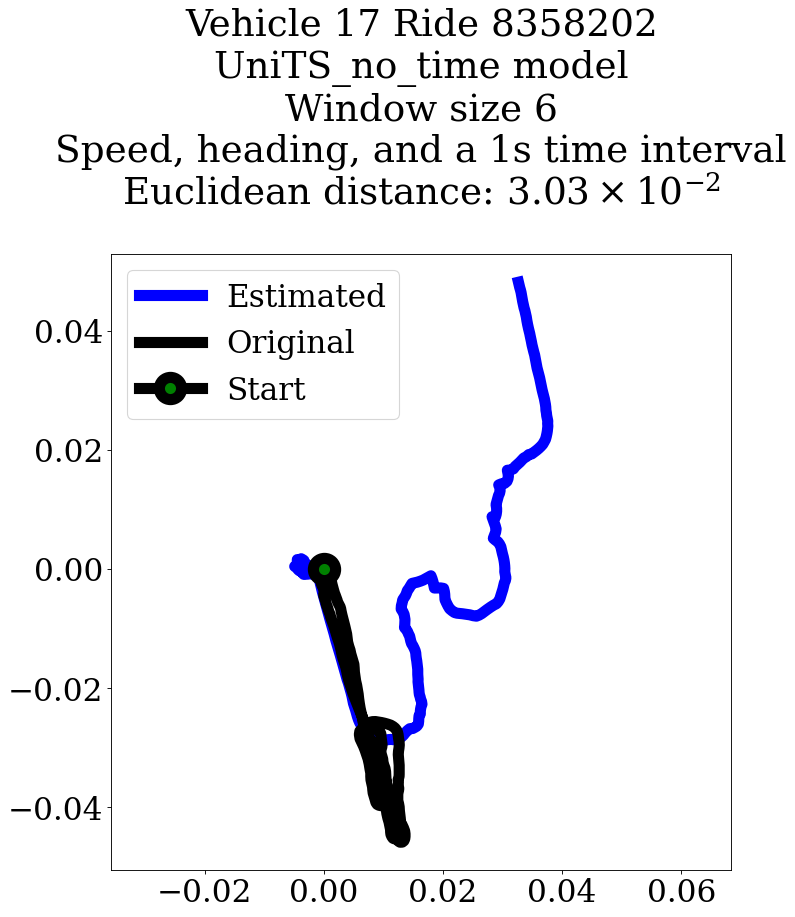 Vehicle 17 Ride 8358202
UniTS_no_time model
Window size 6
Speed, heading, and a 1s time interval
Euclidean distance: 3.03 × 10⁻²
Estimated
Original
Start
0.04
0.02
0.00
−0.02
−0.04
−0.02 0.00 0.02 0.04 0.06